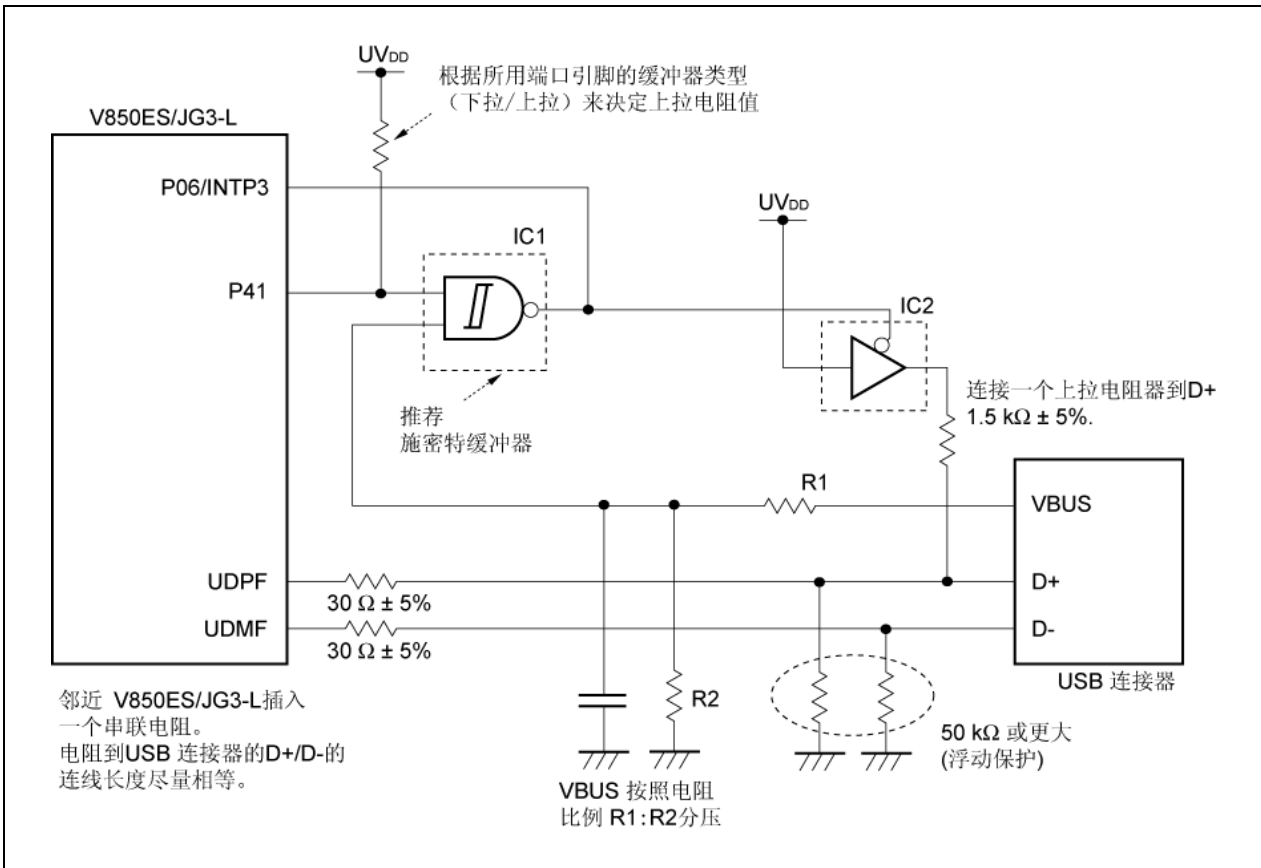 UVDD
根据所用端口引脚的缓冲器类型
（下拉/上拉）来决定上拉电阻值
V850ES/JG3-L
P06/INTP3
UVDD
IC1
P41
IC2
连接一个上拉电阻器到D+
1.5 kΩ ± 5%.
推荐
施密特缓冲器
R1
VBUS
UDPF
D+
30 Ω ± 5%
UDMF
D-
30 Ω ± 5%
USB 连接器
邻近 V850ES/JG3-L插入
一个串联电阻。
电阻到USB 连接器的D+/D-的
连线长度尽量相等。
R2
50 kΩ 或更大
(浮动保护)
VBUS 按照电阻
比例 R1:R2分压